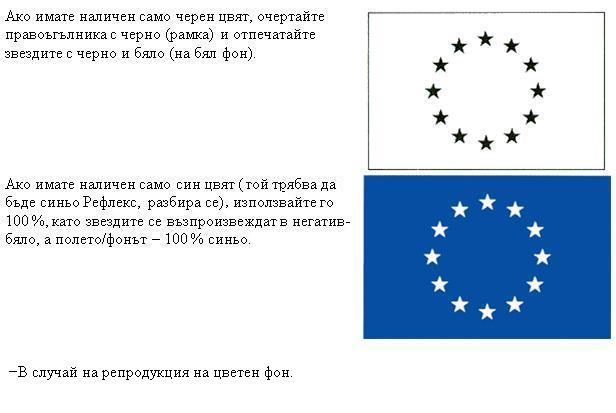 Ако имате наличен само черен цвят, очертайте
правоъгълника с черно (рамка) и отпечатайте
звездите с черно и бяло (на бял фон).
Ако имате наличен само син цвят ( той трябва да
бъде синьо Рефлекс, разбира се), използвайте го
100 %, като звездите се възпроизвеждат в негатив-
бяло, а полето/фонът − 100 % синьо.
−В случай на репродукция на цветен фон.